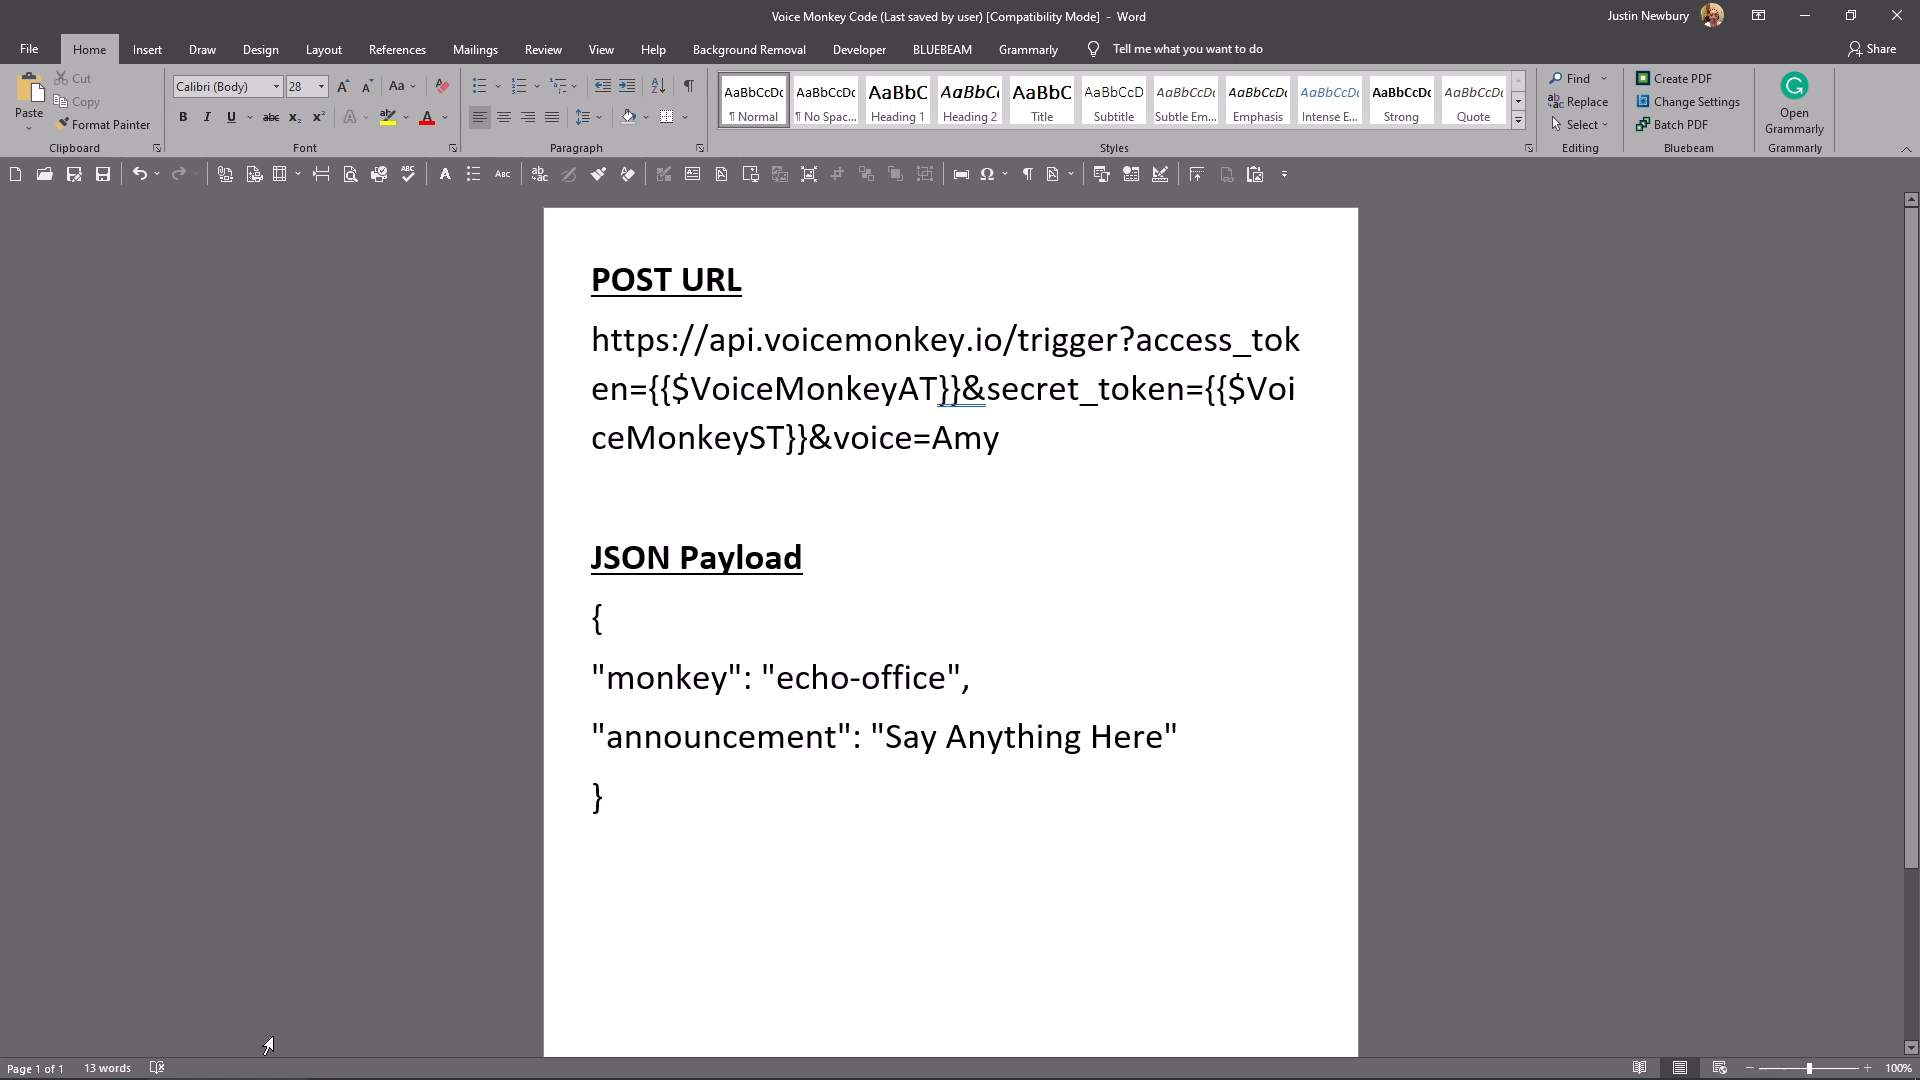 Voice Monkey Code (Last saved by user) [Compatibility Mode] - Word
Justin Newbury
File Home Insert Draw Design Layout References Mailings Review View Help Background Removal Developer BLUEBEAM Grammarly Tell me what you want to do Share
Paste
Cut
Copy
Format Painter
Clipboard
Calibri (Body) 28
Font
Paragraph
AaBbCcDc AaBbCcDc AaBbC AaBbCc AaBbC AaBbCcD AaBbCcDc AaBbCcDc AaBbCcDc AaBbCcDc AaBbCcDc
¶ Normal ¶ No Spac... Heading 1 Heading 2 Title Subtitle Subtle Em... Emphasis Intense E... Strong Quote
Styles
Find
Replace
Select
Editing
Create PDF
Change Settings
Batch PDF
Bluebeam
Open
Grammarly
Grammarly
POST URL
https://api.voicemonkey.io/trigger?access_tok
en={{$VoiceMonkeyAT}}&secret_token={{$Voi
ceMonkeyST}}&voice=Amy
JSON Payload
{
"monkey": "echo-office",
"announcement": "Say Anything Here"
}
Page 1 of 1 13 words 100%